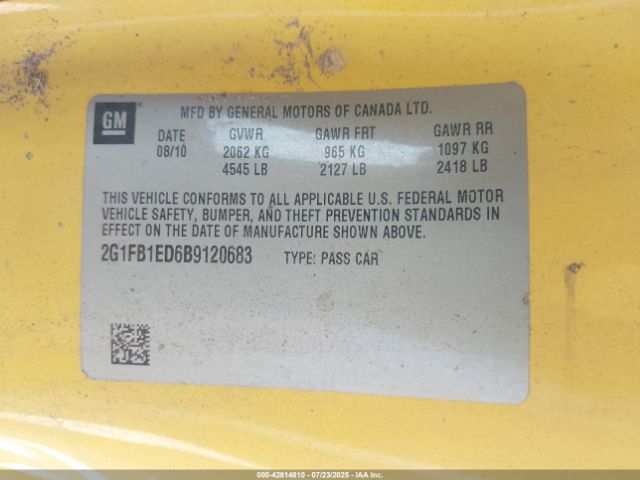 GM
MFD BY GENERAL MOTORS OF CANADA LTD.
DATE GVWR GAWR FRT GAWR RR
08/10 2062 KG 965 KG 1097 KG
4545 LB 2127 LB 2418 LB
THIS VEHICLE CONFORMS TO ALL APPLICABLE U.S. FEDERAL MOTOR
VEHICLE SAFETY, BUMPER, AND THEFT PREVENTION STANDARDS IN
EFFECT ON THE DATE OF MANUFACTURE SHOWN ABOVE.
2G1FB1ED6B9120683 TYPE: PASS CAR
000-42814810 - 07/23/2025 - IAA Inc.